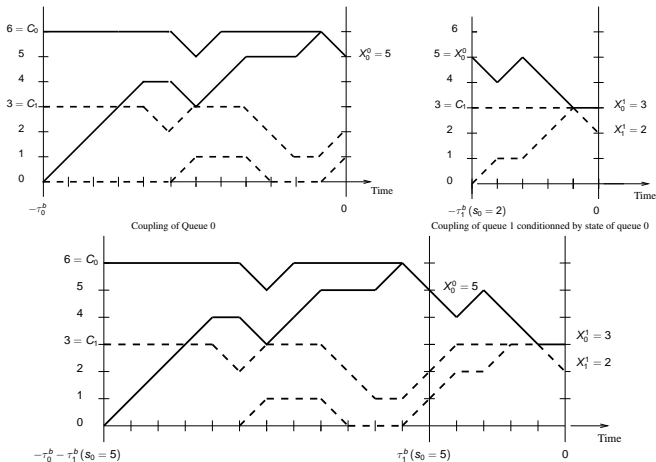 6 = C₀
5
4
3 = C₁
2
1
0
X₀⁰ = 5
Time
−τ₀ᵇ
0
Coupling of Queue 0
6
5 = X₀⁰
4
3 = C₁
2
1
0
X₀¹ = 3
X₁¹ = 2
Time
−τ₁ᵇ(s₀ = 2)
0
Coupling of queue 1 conditionned by state of queue 0
6 = C₀
5
4
3 = C₁
2
1
0
X₀⁰ = 5
X₀¹ = 3
X₁¹ = 2
Time
−τ₀ᵇ − τ₁ᵇ(s₀ = 5)
τ₁ᵇ(s₀ = 5)
0